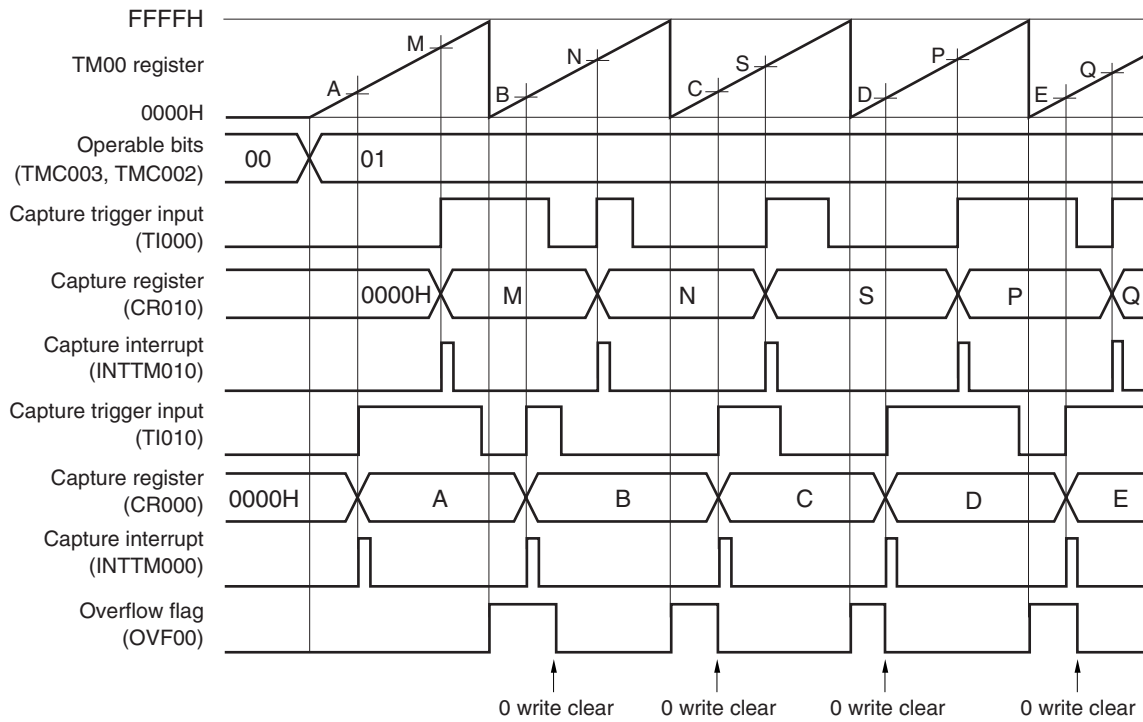 FFFFH
TM00 register
0000H
A M B N C S D P E Q
Operable bits
(TMC003, TMC002)
00 01
Capture trigger input
(TI000)
Capture register
(CR010)
0000H M N S P Q
Capture interrupt
(INTTM010)
Capture trigger input
(TI010)
Capture register
(CR000)
0000H A B C D E
Capture interrupt
(INTTM000)
Overflow flag
(OVF00)
0 write clear 0 write clear 0 write clear 0 write clear